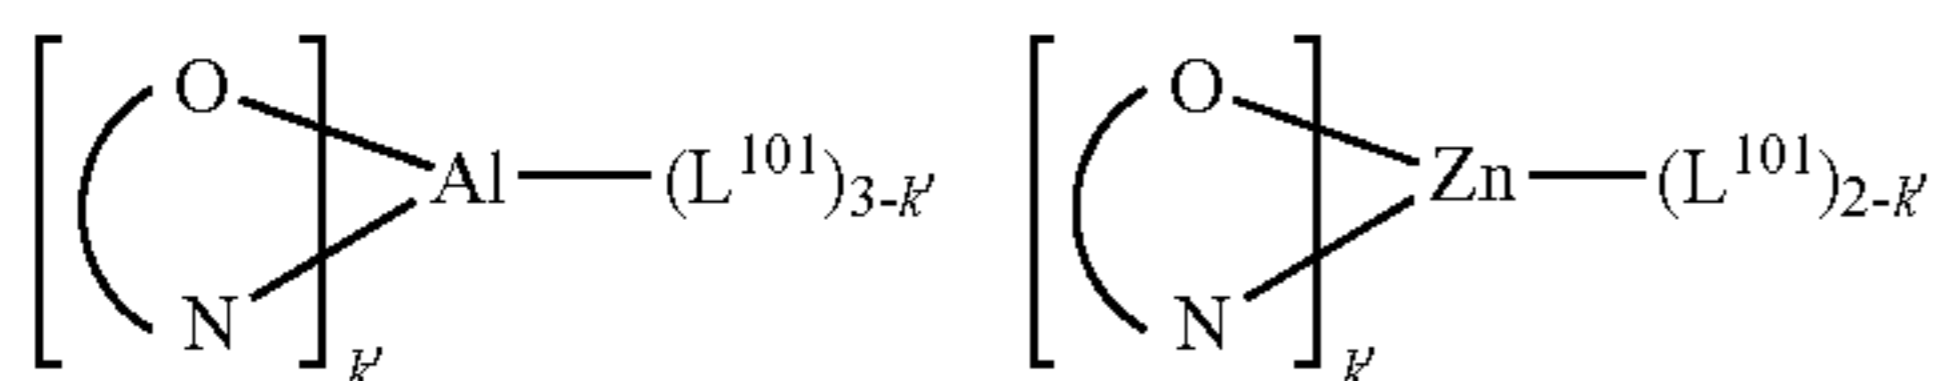 O O
Al (L¹⁰¹)₃₋ₖ′ Zn (L¹⁰¹)₂₋ₖ′
N N
k′ k′